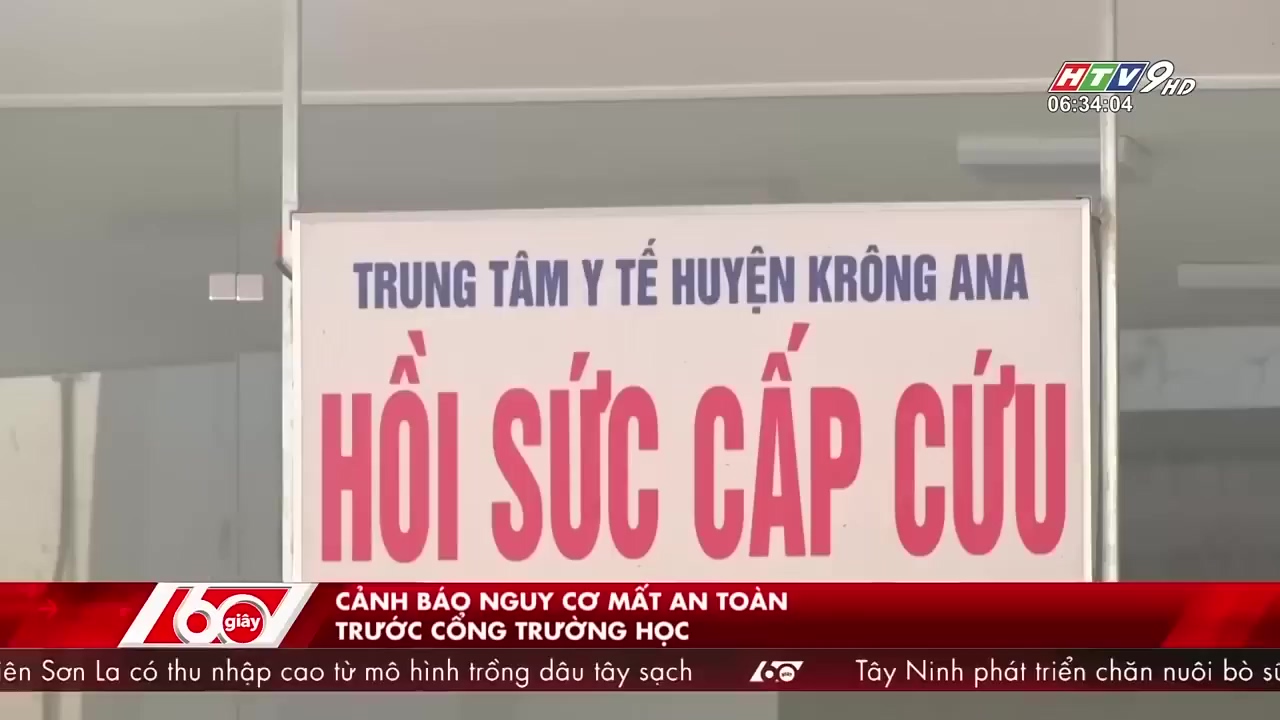 HTV9 HD
06:34:04
TRUNG TÂM Y TẾ HUYỆN KRÔNG ANA
HỒI SỨC CẤP CỨU
60 giây
CẢNH BÁO NGUY CƠ MẤT AN TOÀN
TRƯỚC CỔNG TRƯỜNG HỌC
Sơn La có thu nhập cao từ mô hình trồng dâu tây sạch 60 giây Tây Ninh phát triển chăn nuôi bò